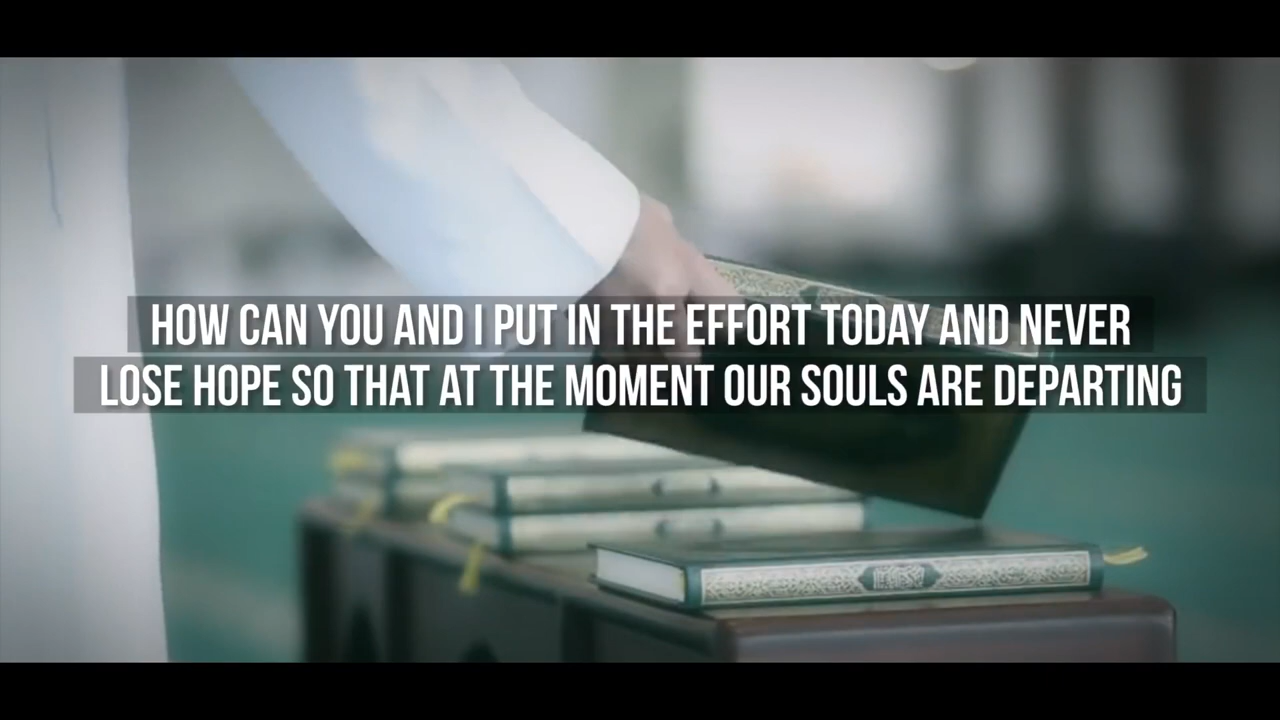 HOW CAN YOU AND I PUT IN THE EFFORT TODAY AND NEVER
LOSE HOPE SO THAT AT THE MOMENT OUR SOULS ARE DEPARTING